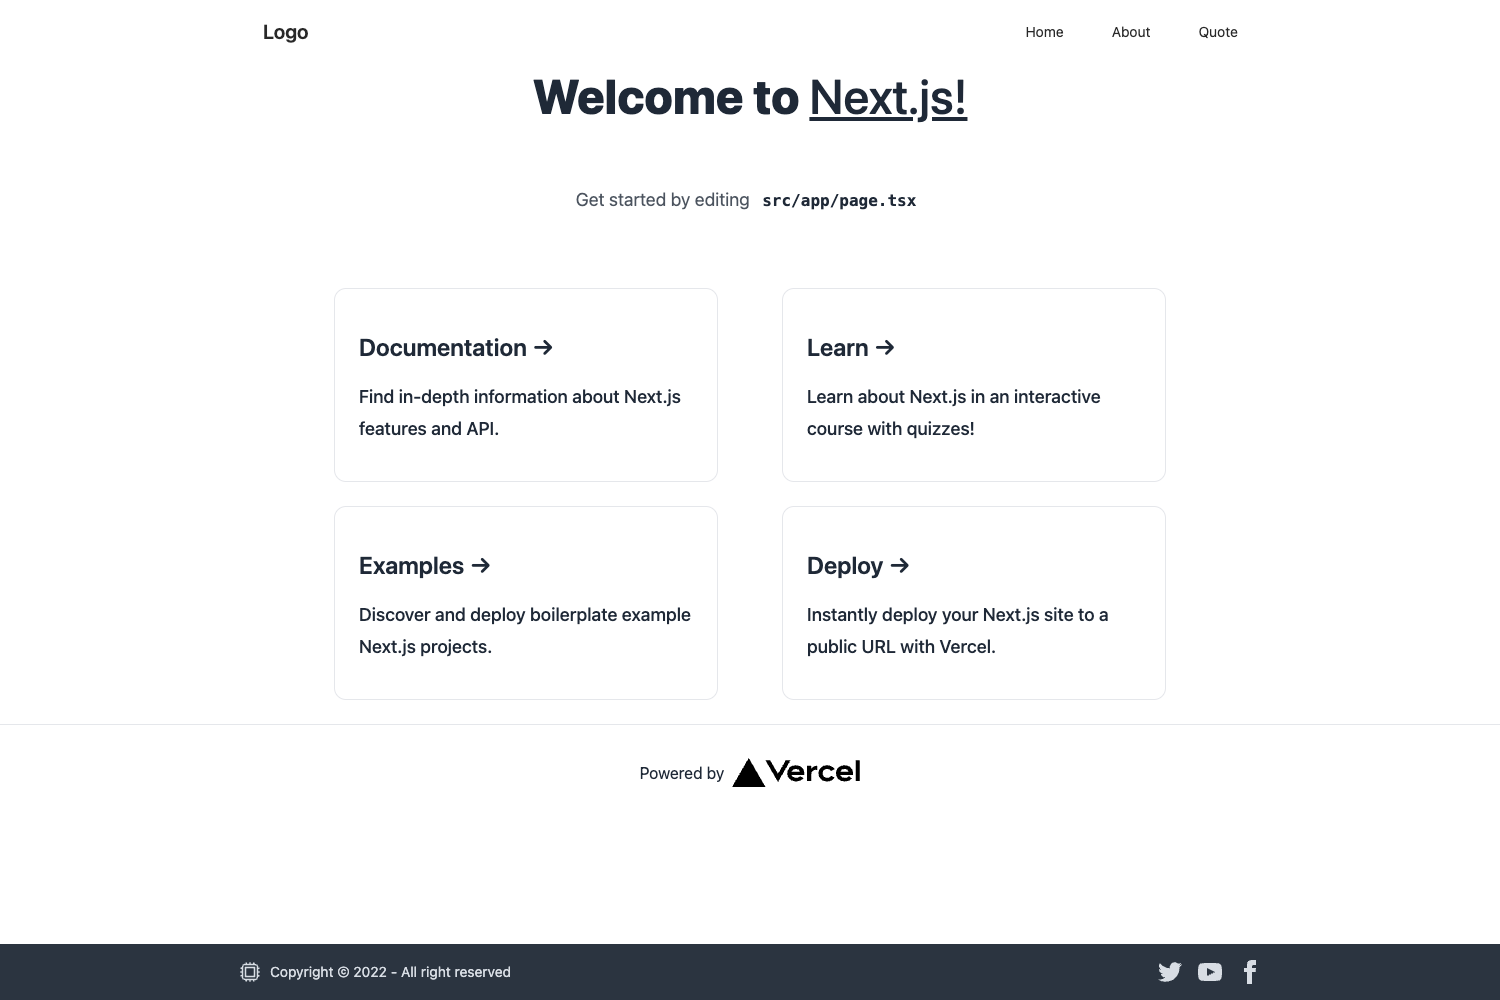 Logo
Home About Quote
Welcome to Next.js!
Get started by editing src/app/page.tsx
Documentation →
Find in-depth information about Next.js
features and API.
Learn →
Learn about Next.js in an interactive
course with quizzes!
Examples →
Discover and deploy boilerplate example
Next.js projects.
Deploy →
Instantly deploy your Next.js site to a
public URL with Vercel.
Powered by Vercel
Copyright © 2022 - All right reserved